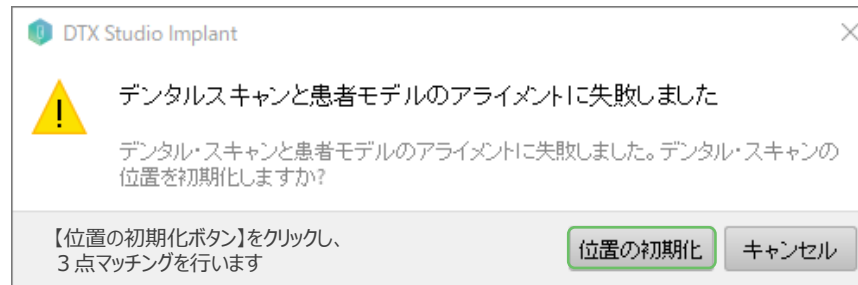 DTX Studio Implant
デンタルスキャンと患者モデルのアライメントに失敗しました
デンタル・スキャンと患者モデルのアライメントに失敗しました。デンタル・スキャンの
位置を初期化しますか?
【位置の初期化ボタン】をクリックし、
3点マッチングを行います
位置の初期化
キャンセル